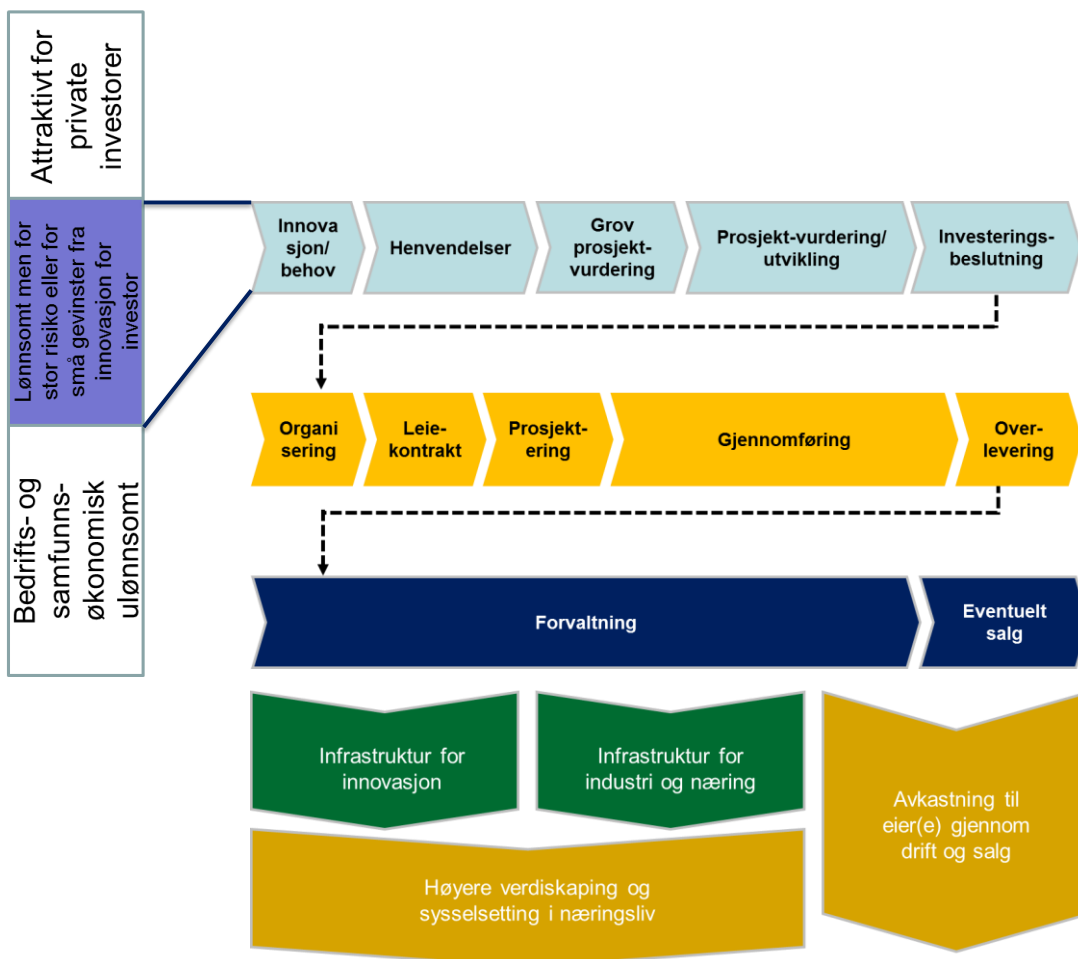 Attraktivt for
private
investorer
Lønnsomt men for
stor risiko eller for
små gevinster fra
innovasjon for
investor
Bedrifts- og
samfunns-
økonomisk
ulønnsomt
Innova
sjon/
behov
Henvendelser
Grov
prosjekt-
vurdering
Prosjekt-vurdering/
utvikling
Investerings-
beslutning
Organi
sering
Leie-
kontrakt
Prosjekt-
ering
Gjennomføring
Over-
levering
Forvaltning
Eventuelt
salg
Infrastruktur for
innovasjon
Infrastruktur for
industri og næring
Avkastning til
eier(e) gjennom
drift og salg
Høyere verdiskaping og
sysselsetting i næringsliv